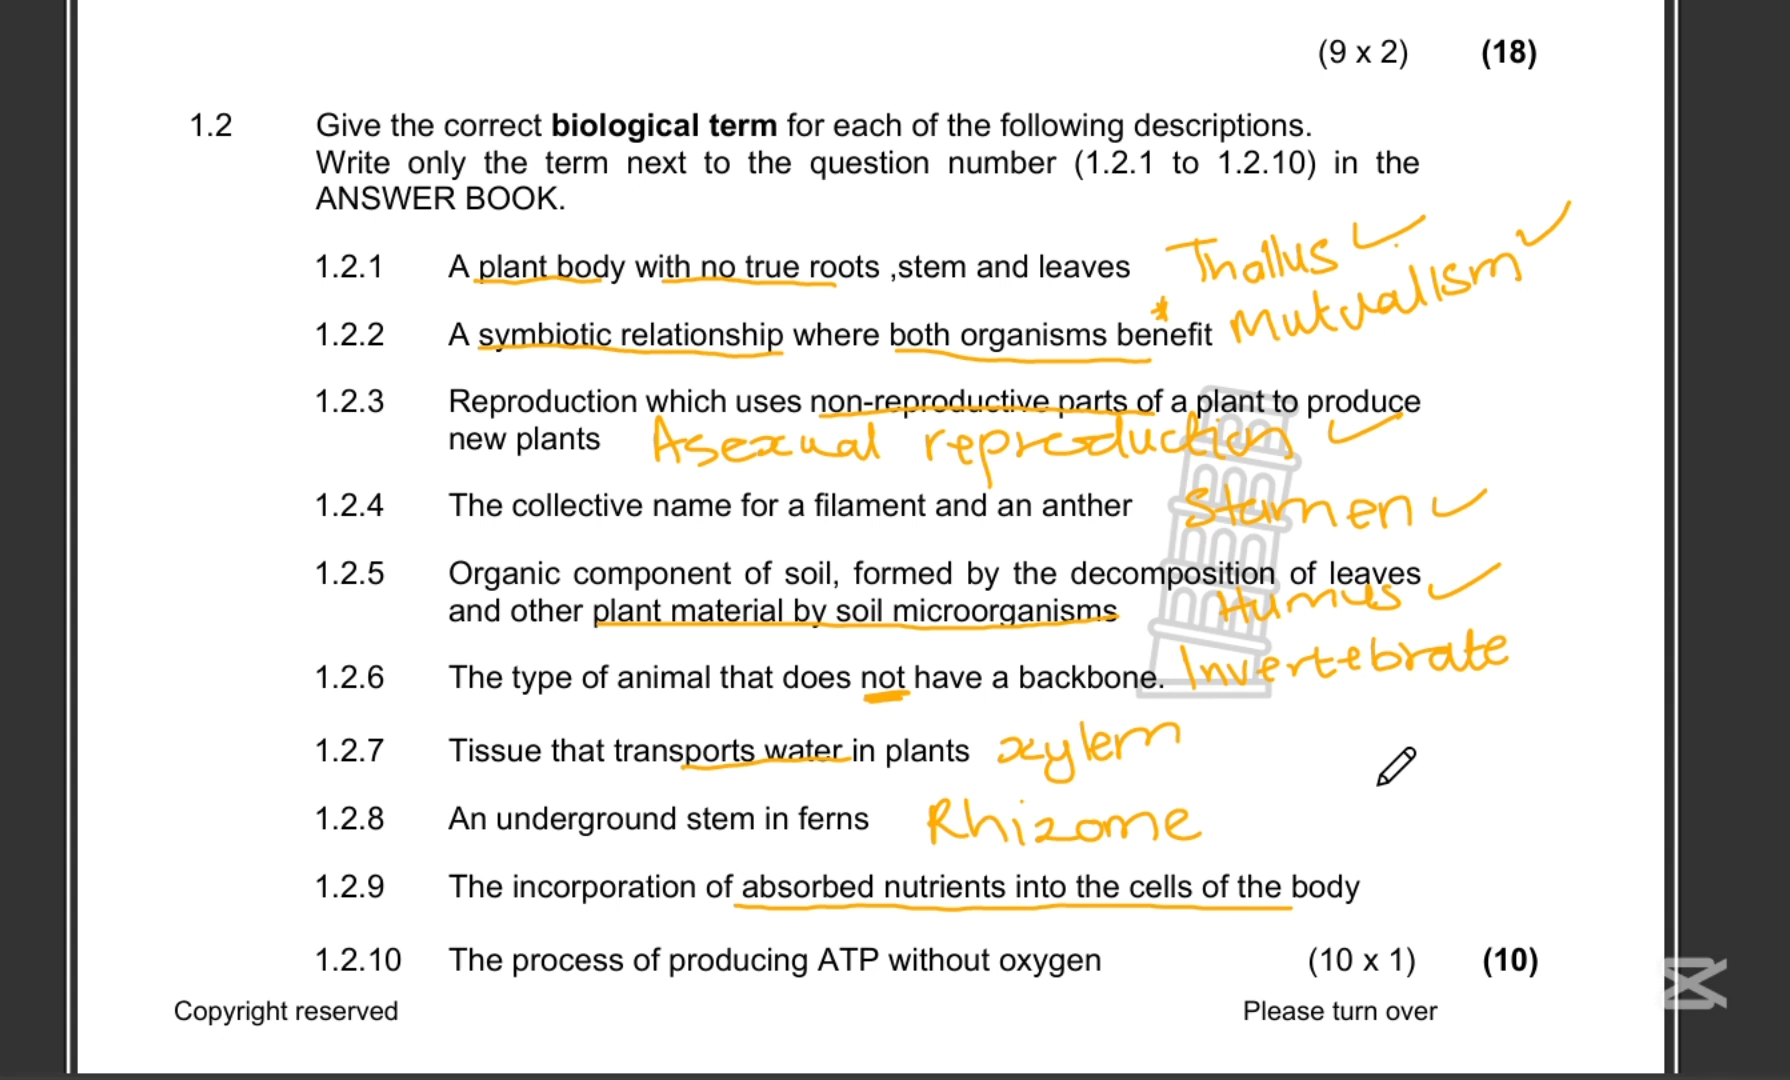 (9 x 2) (18)
1.2 Give the correct biological term for each of the following descriptions.
Write only the term next to the question number (1.2.1 to 1.2.10) in the
ANSWER BOOK.
1.2.1 A plant body with no true roots ,stem and leaves Thallus
1.2.2 A symbiotic relationship where both organisms benefit * Mutualism
1.2.3 Reproduction which uses non-reproductive parts of a plant to produce
new plants Asexual reproduction
1.2.4 The collective name for a filament and an anther Stamen
1.2.5 Organic component of soil, formed by the decomposition of leaves
and other plant material by soil microorganisms Humus
1.2.6 The type of animal that does not have a backbone. Invertebrate
1.2.7 Tissue that transports water in plants xylem
1.2.8 An underground stem in ferns Rhizome
1.2.9 The incorporation of absorbed nutrients into the cells of the body
1.2.10 The process of producing ATP without oxygen (10 x 1) (10)
Copyright reserved Please turn over